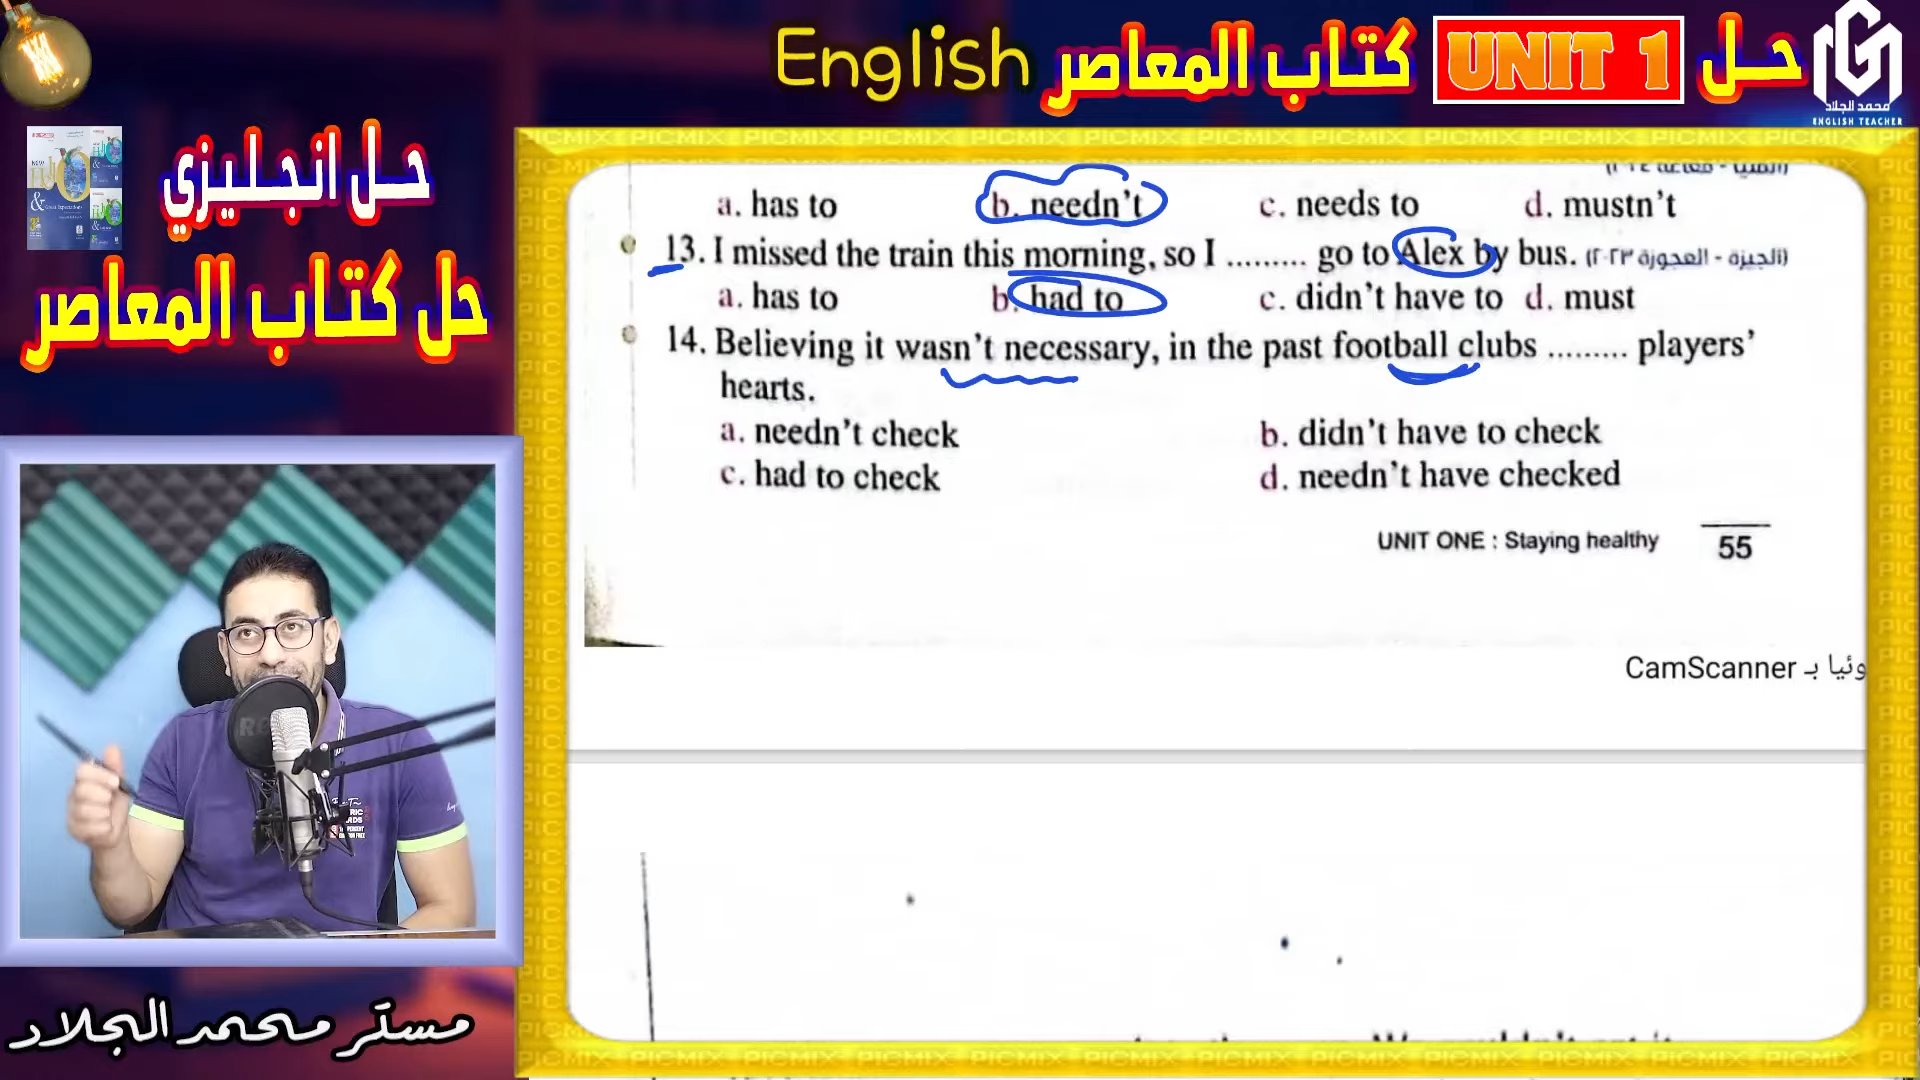 حل UNIT 1 كتاب المعاصر English
محمد الجلاد
ENGLISH TEACHER
حل انجليزي
حل كتاب المعاصر
a. has to b. needn't c. needs to d. mustn't
13. I missed the train this morning, so I ......... go to Alex by bus. (الجيزة - العجوزة ٢٠٢٣)
a. has to b. had to c. didn't have to d. must
14. Believing it wasn't necessary, in the past football clubs ......... players'
hearts.
a. needn't check b. didn't have to check
c. had to check d. needn't have checked
UNIT ONE : Staying healthy 55
CamScanner بـ
مستر محمد الجلاد